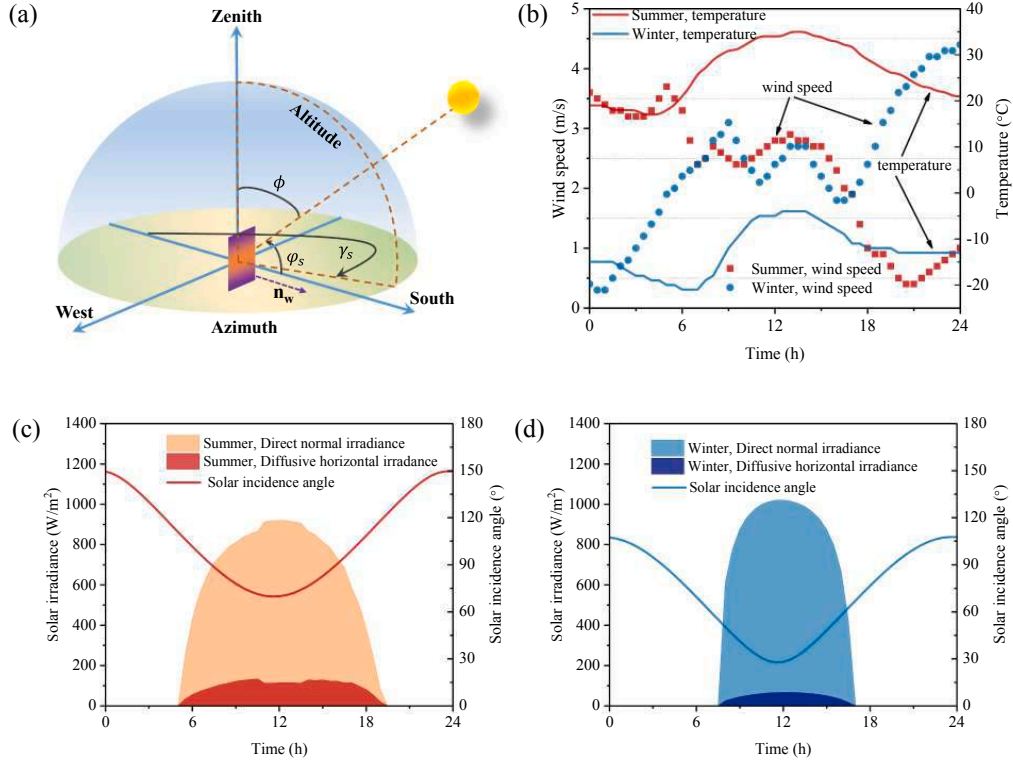 (a)
Zenith
Altitude
ϕ
γs
φs
nw
West
South
Azimuth
(b)
Summer, temperature
Winter, temperature
wind speed
temperature
Summer, wind speed
Winter, wind speed
5
4
3
2
1
0
Wind speed (m/s)
40
30
20
10
0
-10
-20
Temperature (°C)
0 6 12 18 24
Time (h)
(c)
Summer, Direct normal irradiance
Summer, Diffusive horizontal irradance
Solar incidence angle
1400
1200
1000
800
600
400
200
0
Solar irradiance (W/m²)
180
150
120
90
60
30
0
Solar incidence angle (°)
0 6 12 18 24
Time (h)
(d)
Winter, Direct normal irradiance
Winter, Diffusive horizontal irradiance
Solar incidence angle
1400
1200
1000
800
600
400
200
0
Solar irradiance (W/m²)
180
150
120
90
60
30
0
Solar incidence angle (°)
0 6 12 18 24
Time (h)